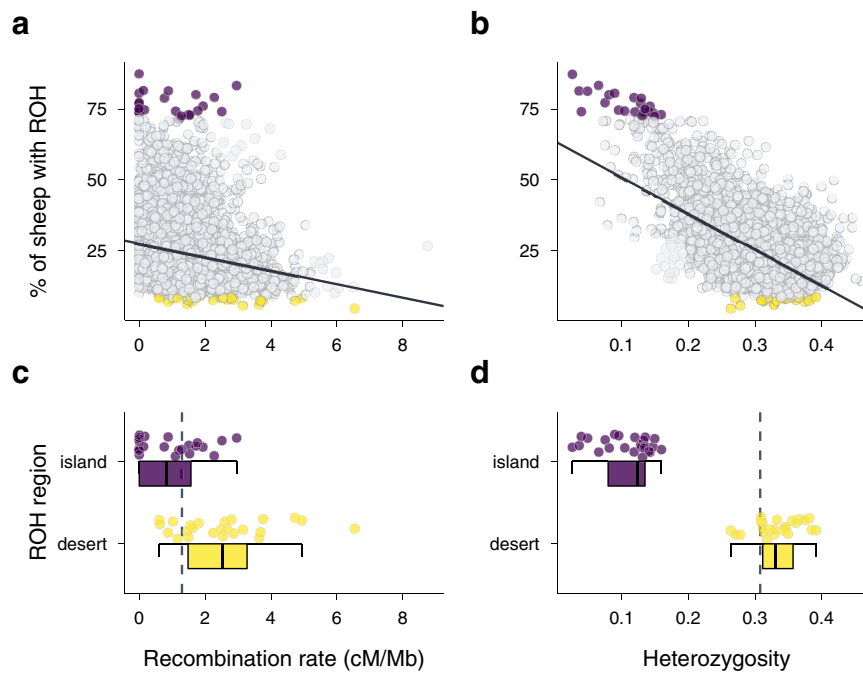 a
b
% of sheep with ROH
75
50
25
0 2 4 6 8
75
50
25
0.1 0.2 0.3 0.4
c
d
ROH region
island
desert
0 2 4 6 8
Recombination rate (cM/Mb)
island
desert
0.1 0.2 0.3 0.4
Heterozygosity